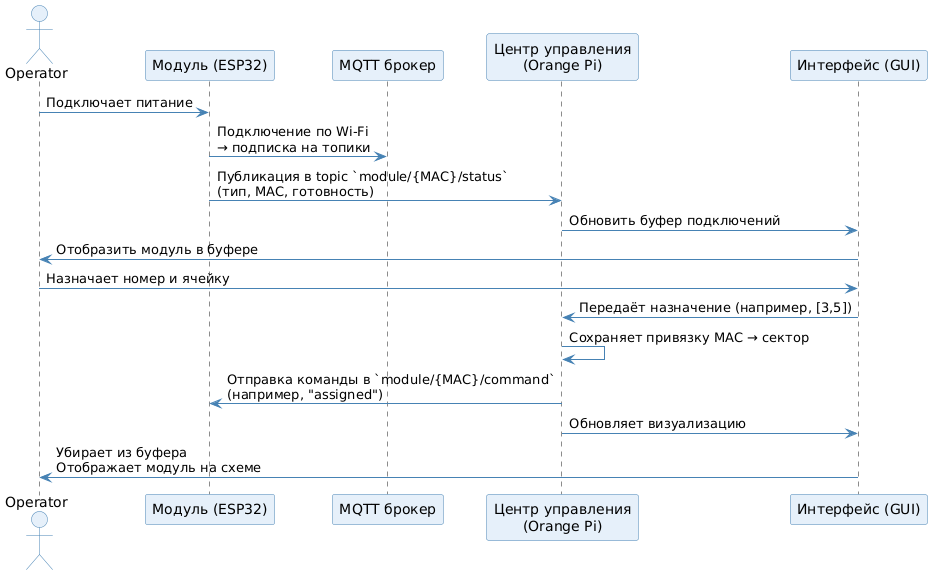 Operator
Модуль (ESP32)
MQTT брокер
Центр управления
(Orange Pi)
Интерфейс (GUI)
Подключает питание
Подключение по Wi-Fi
→ подписка на топики
Публикация в topic `module/{MAC}/status`
(тип, MAC, готовность)
Обновить буфер подключений
Отобразить модуль в буфере
Назначает номер и ячейку
Передаёт назначение (например, [3,5])
Сохраняет привязку MAC → сектор
Отправка команды в `module/{MAC}/command`
(например, "assigned")
Обновляет визуализацию
Убирает из буфера
Отображает модуль на схеме
Operator
Модуль (ESP32)
MQTT брокер
Центр управления
(Orange Pi)
Интерфейс (GUI)